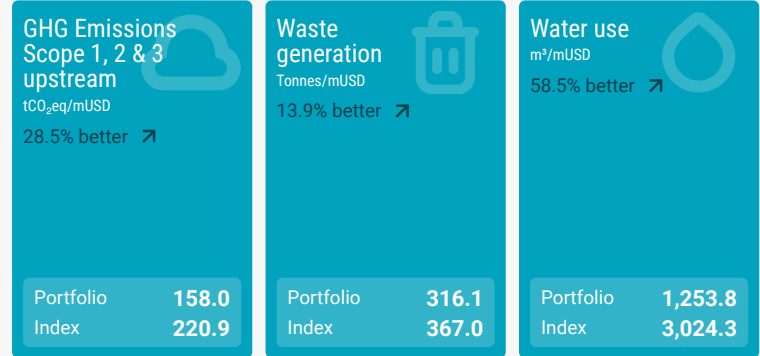 GHG Emissions
Scope 1, 2 & 3
upstream
tCO₂eq/mUSD
28.5% better
Portfolio 158.0
Index 220.9
Waste
generation
Tonnes/mUSD
13.9% better
Portfolio 316.1
Index 367.0
Water use
m³/mUSD
58.5% better
Portfolio 1,253.8
Index 3,024.3